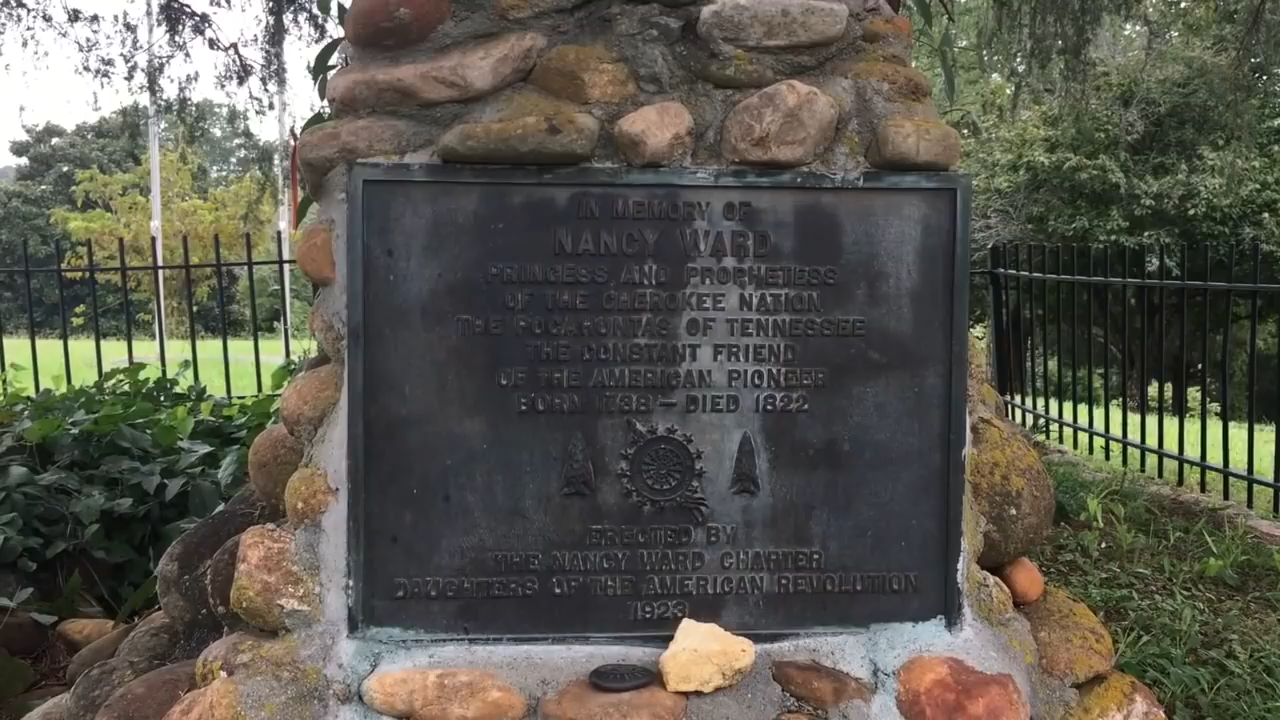 IN MEMORY OF
NANCY WARD
PRINCESS AND PROPHETESS
OF THE CHEROKEE NATION
THE POCAHONTAS OF TENNESSEE
THE CONSTANT FRIEND
OF THE AMERICAN PIONEER
BORN 1738 — DIED 1822
ERECTED BY
THE NANCY WARD CHAPTER
DAUGHTERS OF THE AMERICAN REVOLUTION
1923